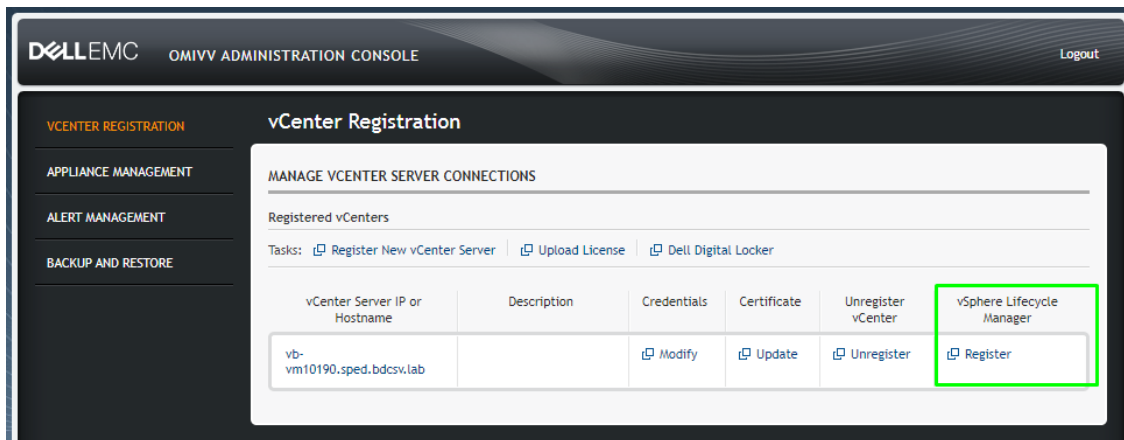 DELLEMC OMIVV ADMINISTRATION CONSOLE Logout
VCENTER REGISTRATION
APPLIANCE MANAGEMENT
ALERT MANAGEMENT
BACKUP AND RESTORE
vCenter Registration
MANAGE VCENTER SERVER CONNECTIONS
Registered vCenters
Tasks: Register New vCenter Server Upload License Dell Digital Locker
vCenter Server IP or
Hostname
Description
Credentials
Certificate
Unregister
vCenter
vSphere Lifecycle
Manager
vb-
vm10190.sped.bdcsv.lab
Modify
Update
Unregister
Register